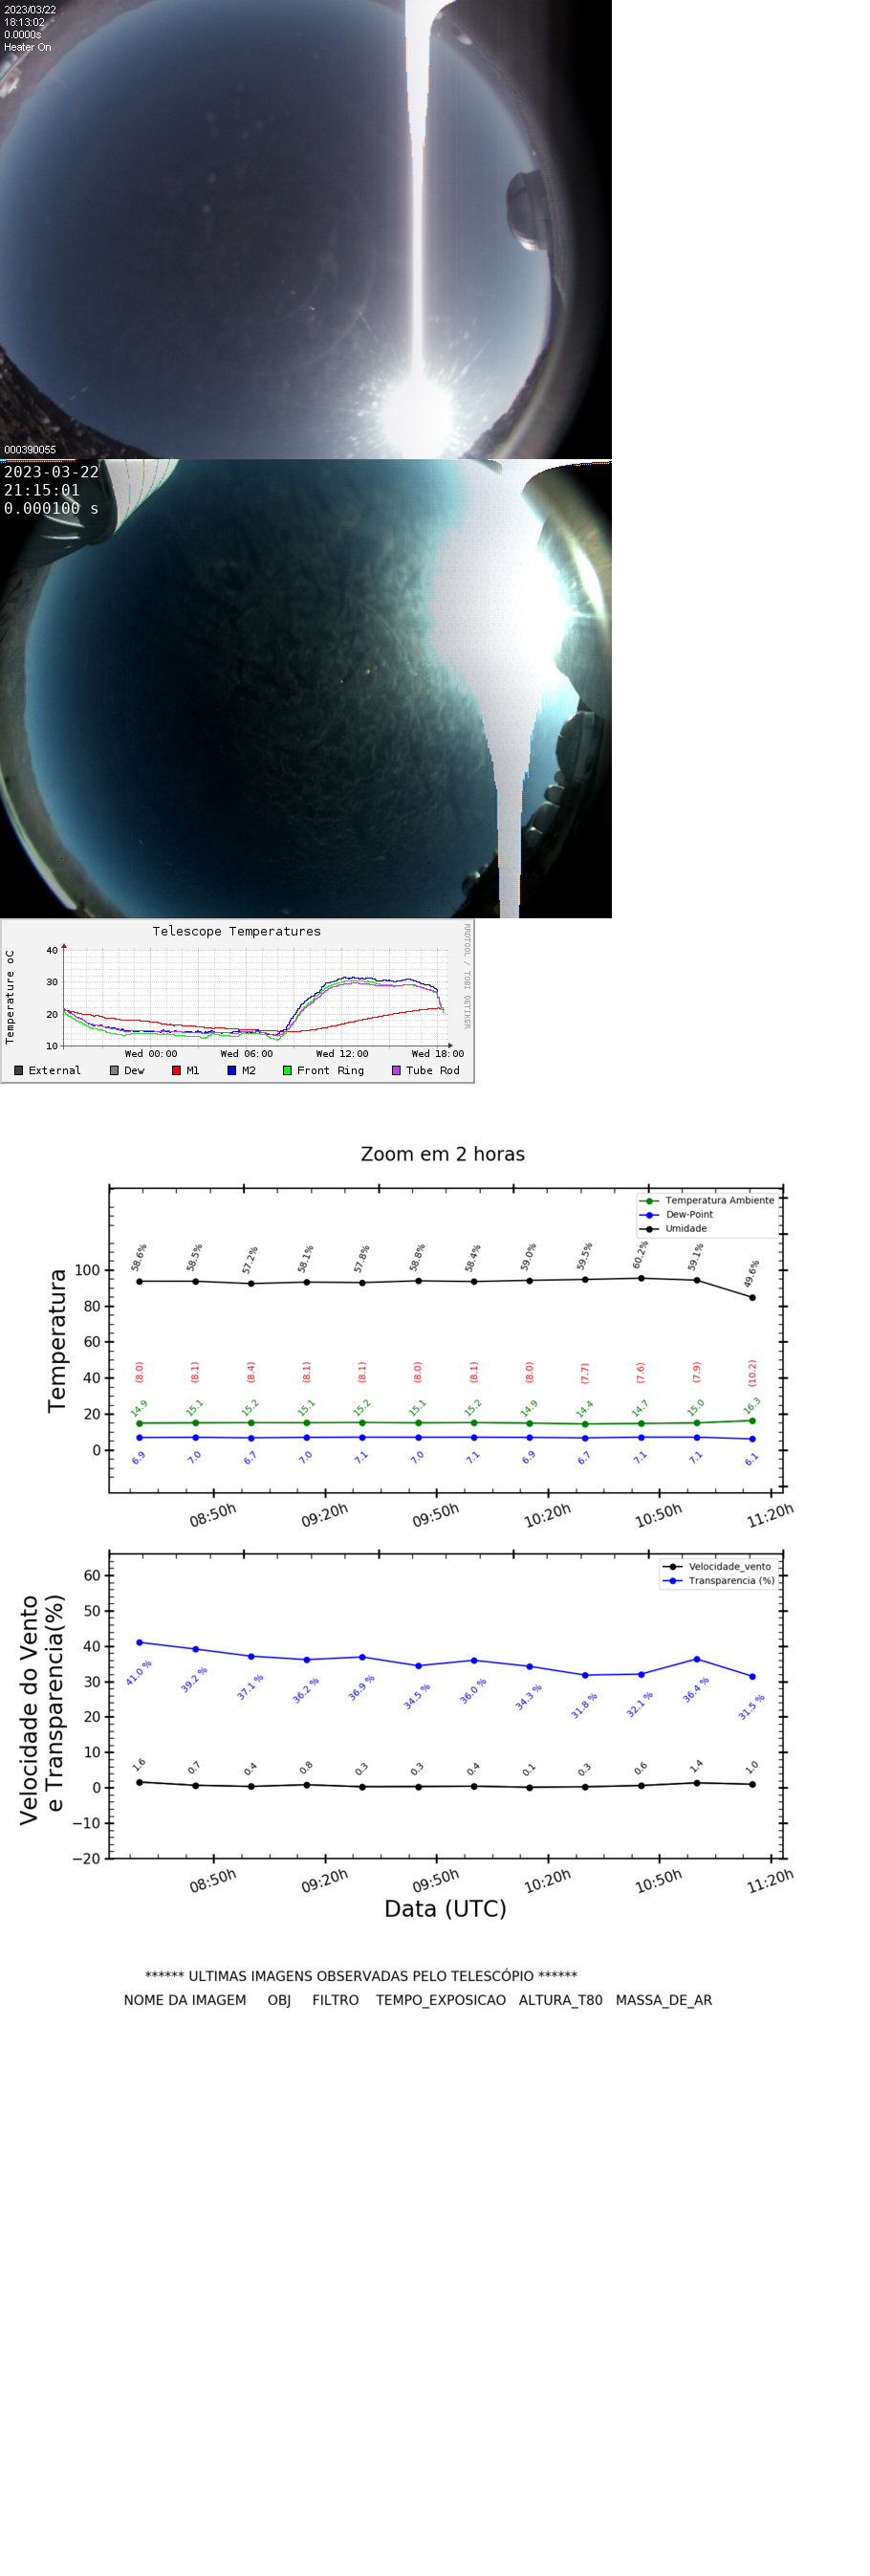 2023/03/22
18:13:02
0.0000s
Heater On
000390055
2023-03-22
21:15:01
0.000100 s
Telescope Temperatures
RRDTOOL / TOBI OETIKER
Temperature oC
40
30
20
10
Wed 00:00 Wed 06:00 Wed 12:00 Wed 18:00
External Dew M1 M2 Front Ring Tube Rod
Zoom em 2 horas
Temperatura Ambiente
Dew-Point
Umidade
Temperatura
100
80
60
40
20
0
58.6% 58.5% 57.2% 58.1% 57.8% 58.8% 58.4% 59.0% 59.5% 60.2% 59.1% 49.6%
(8.0) (8.1) (8.4) (8.1) (8.1) (8.0) (8.1) (8.0) (7.7) (7.6) (7.9) (10.2)
14.9 15.1 15.2 15.1 15.2 15.1 15.2 14.9 14.4 14.7 15.0 16.3
6.9 7.0 6.7 7.0 7.1 7.0 7.1 6.9 6.7 7.1 7.1 6.1
08:50h 09:20h 09:50h 10:20h 10:50h 11:20h
Velocidade_vento
Transparencia (%)
Velocidade do Vento
e Transparencia(%)
60
50
40
30
20
10
0
−10
−20
41.0 % 39.2 % 37.1 % 36.2 % 36.9 % 34.5 % 36.0 % 34.3 % 31.8 % 32.1 % 36.4 % 31.5 %
1.6 0.7 0.4 0.8 0.3 0.3 0.4 0.1 0.3 0.6 1.4 1.0
08:50h 09:20h 09:50h 10:20h 10:50h 11:20h
Data (UTC)
****** ULTIMAS IMAGENS OBSERVADAS PELO TELESCÓPIO ******
NOME DA IMAGEM OBJ FILTRO TEMPO_EXPOSICAO ALTURA_T80 MASSA_DE_AR